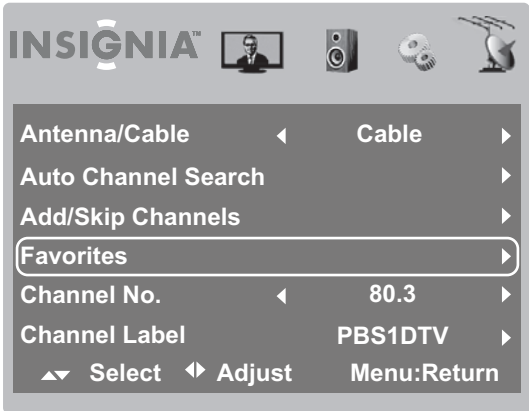 INSIGNIA™
Antenna/Cable Cable
Auto Channel Search
Add/Skip Channels
Favorites
Channel No. 80.3
Channel Label PBS1DTV
Select Adjust Menu:Return